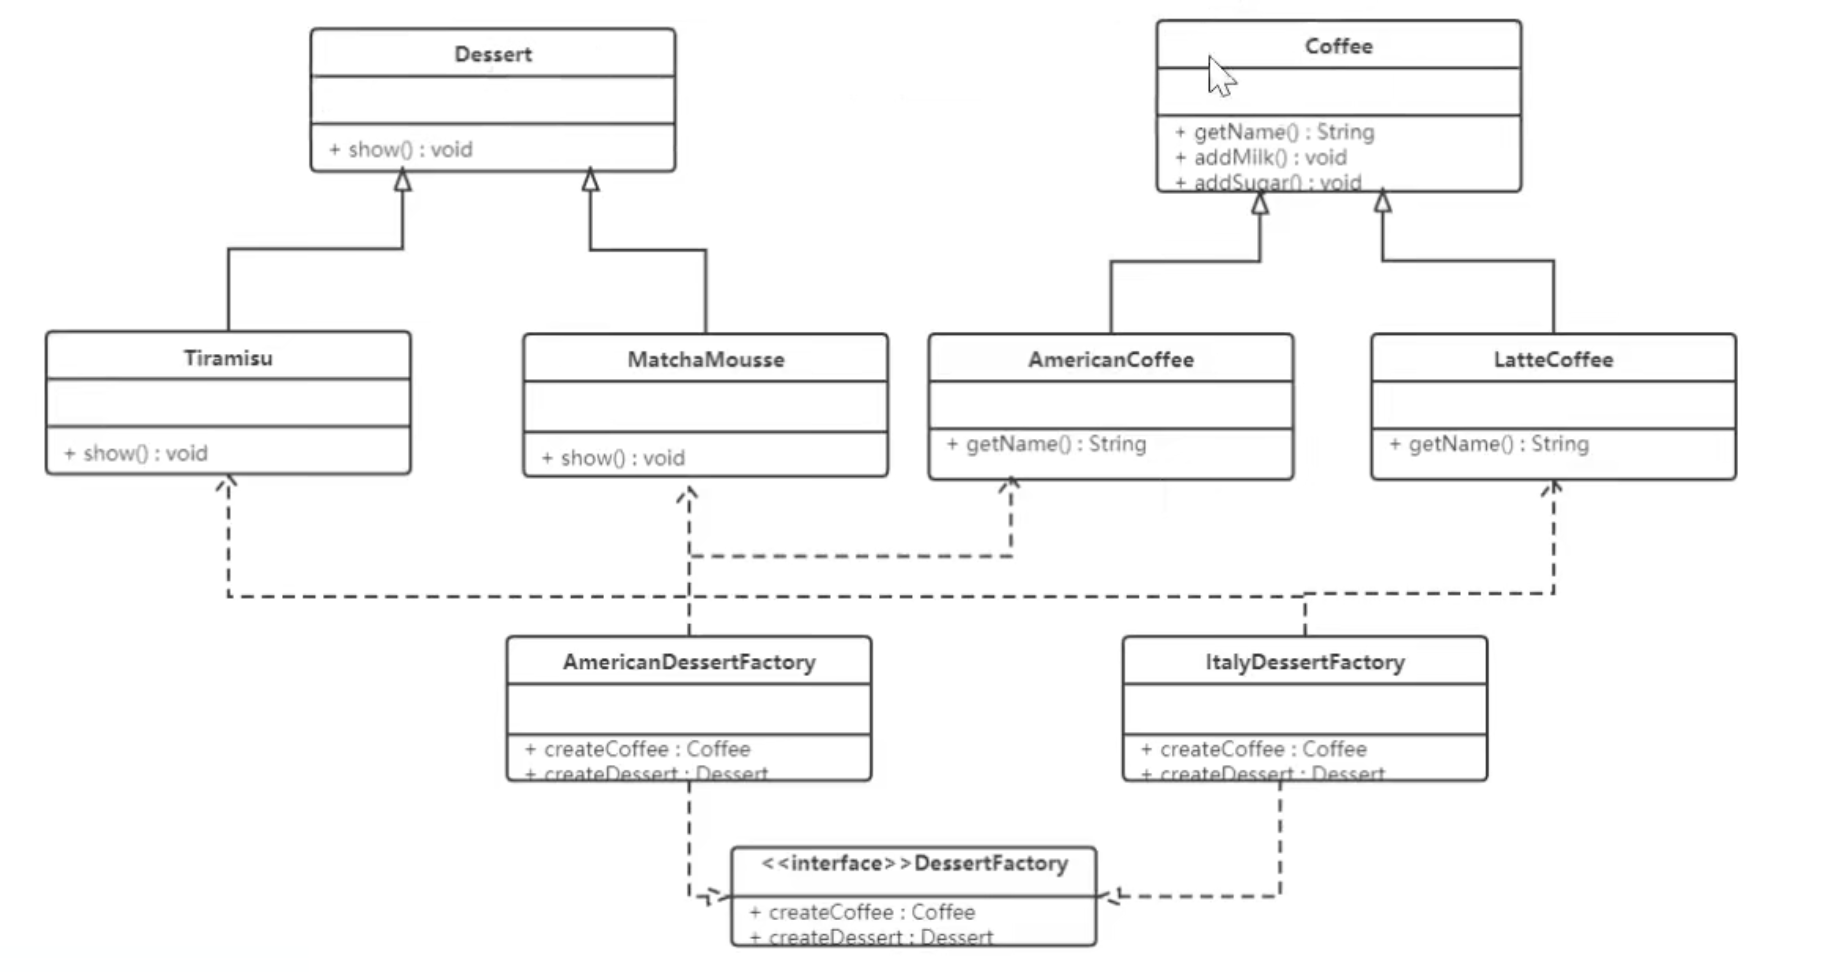 Dessert
+ show() : void
Coffee
+ getName() : String
+ addMilk() : void
+ addSugar() : void
Tiramisu
+ show() : void
MatchaMousse
+ show() : void
AmericanCoffee
+ getName() : String
LatteCoffee
+ getName() : String
AmericanDessertFactory
+ createCoffee : Coffee
+ createDessert : Dessert
ItalyDessertFactory
+ createCoffee : Coffee
+ createDessert : Dessert
<<interface>>DessertFactory
+ createCoffee : Coffee
+ createDessert : Dessert